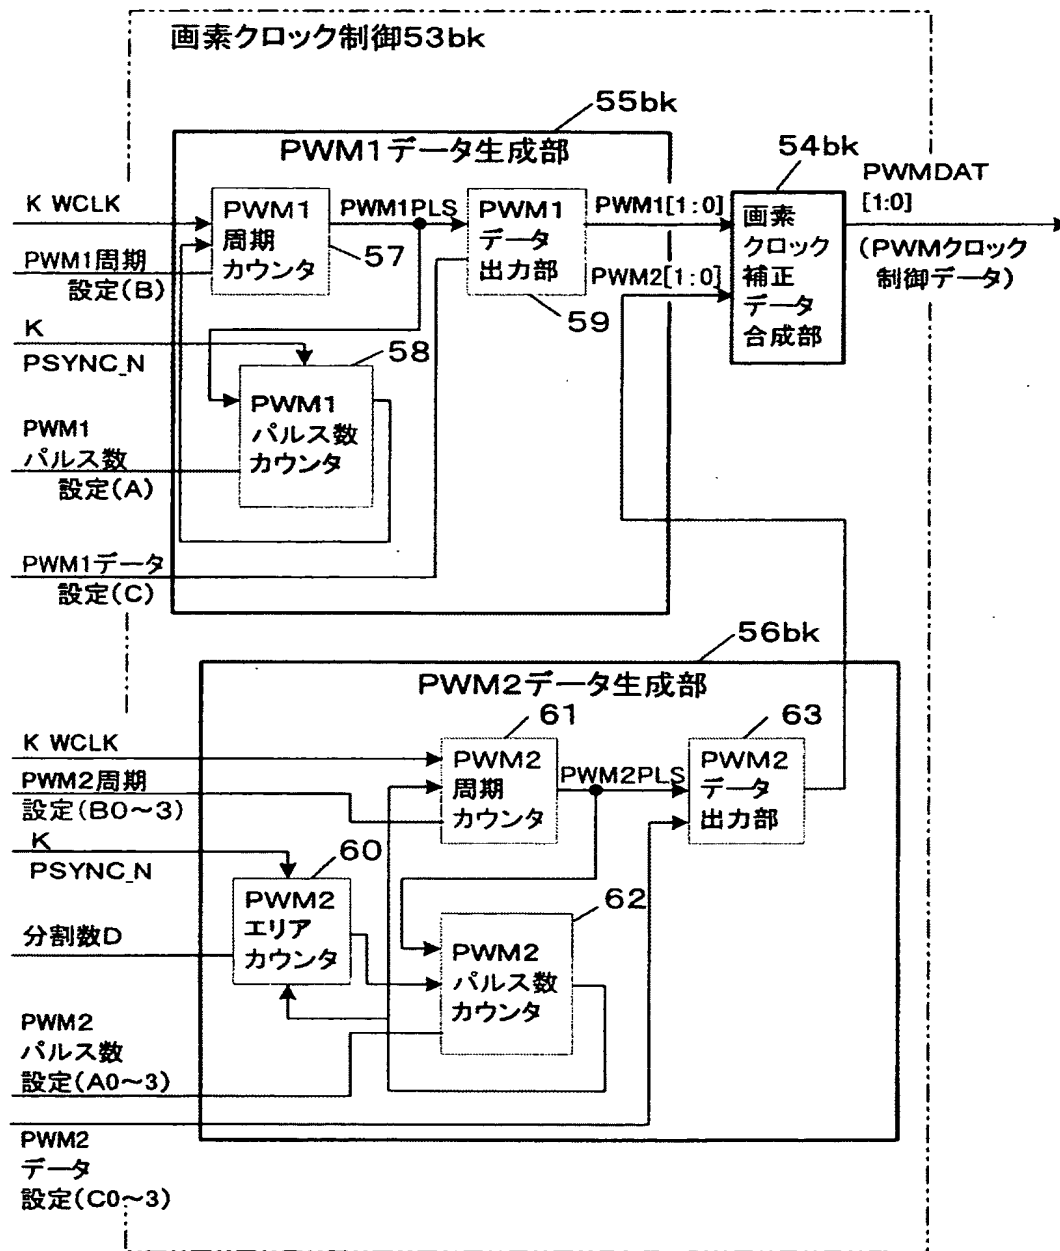 画素クロック制御53bk
55bk
PWM1データ生成部
54bk
PWMDAT
[1:0]
(PWMクロック
制御データ)
K WCLK
PWM1周期
設定(B)
K
PSYNC_N
PWM1
パルス数
設定(A)
PWM1データ
設定(C)
PWM1
周期
カウンタ
57
PWM1PLS
PWM1
データ
出力部
59
PWM1[1:0]
PWM2[1:0]
画素
クロック
補正
データ
合成部
58
PWM1
パルス数
カウンタ
56bk
PWM2データ生成部
K WCLK
PWM2周期
設定(B0～3)
K
PSYNC_N
分割数D
PWM2
パルス数
設定(A0～3)
PWM2
データ
設定(C0～3)
61
PWM2
周期
カウンタ
PWM2PLS
63
PWM2
データ
出力部
60
PWM2
エリア
カウンタ
62
PWM2
パルス数
カウンタ